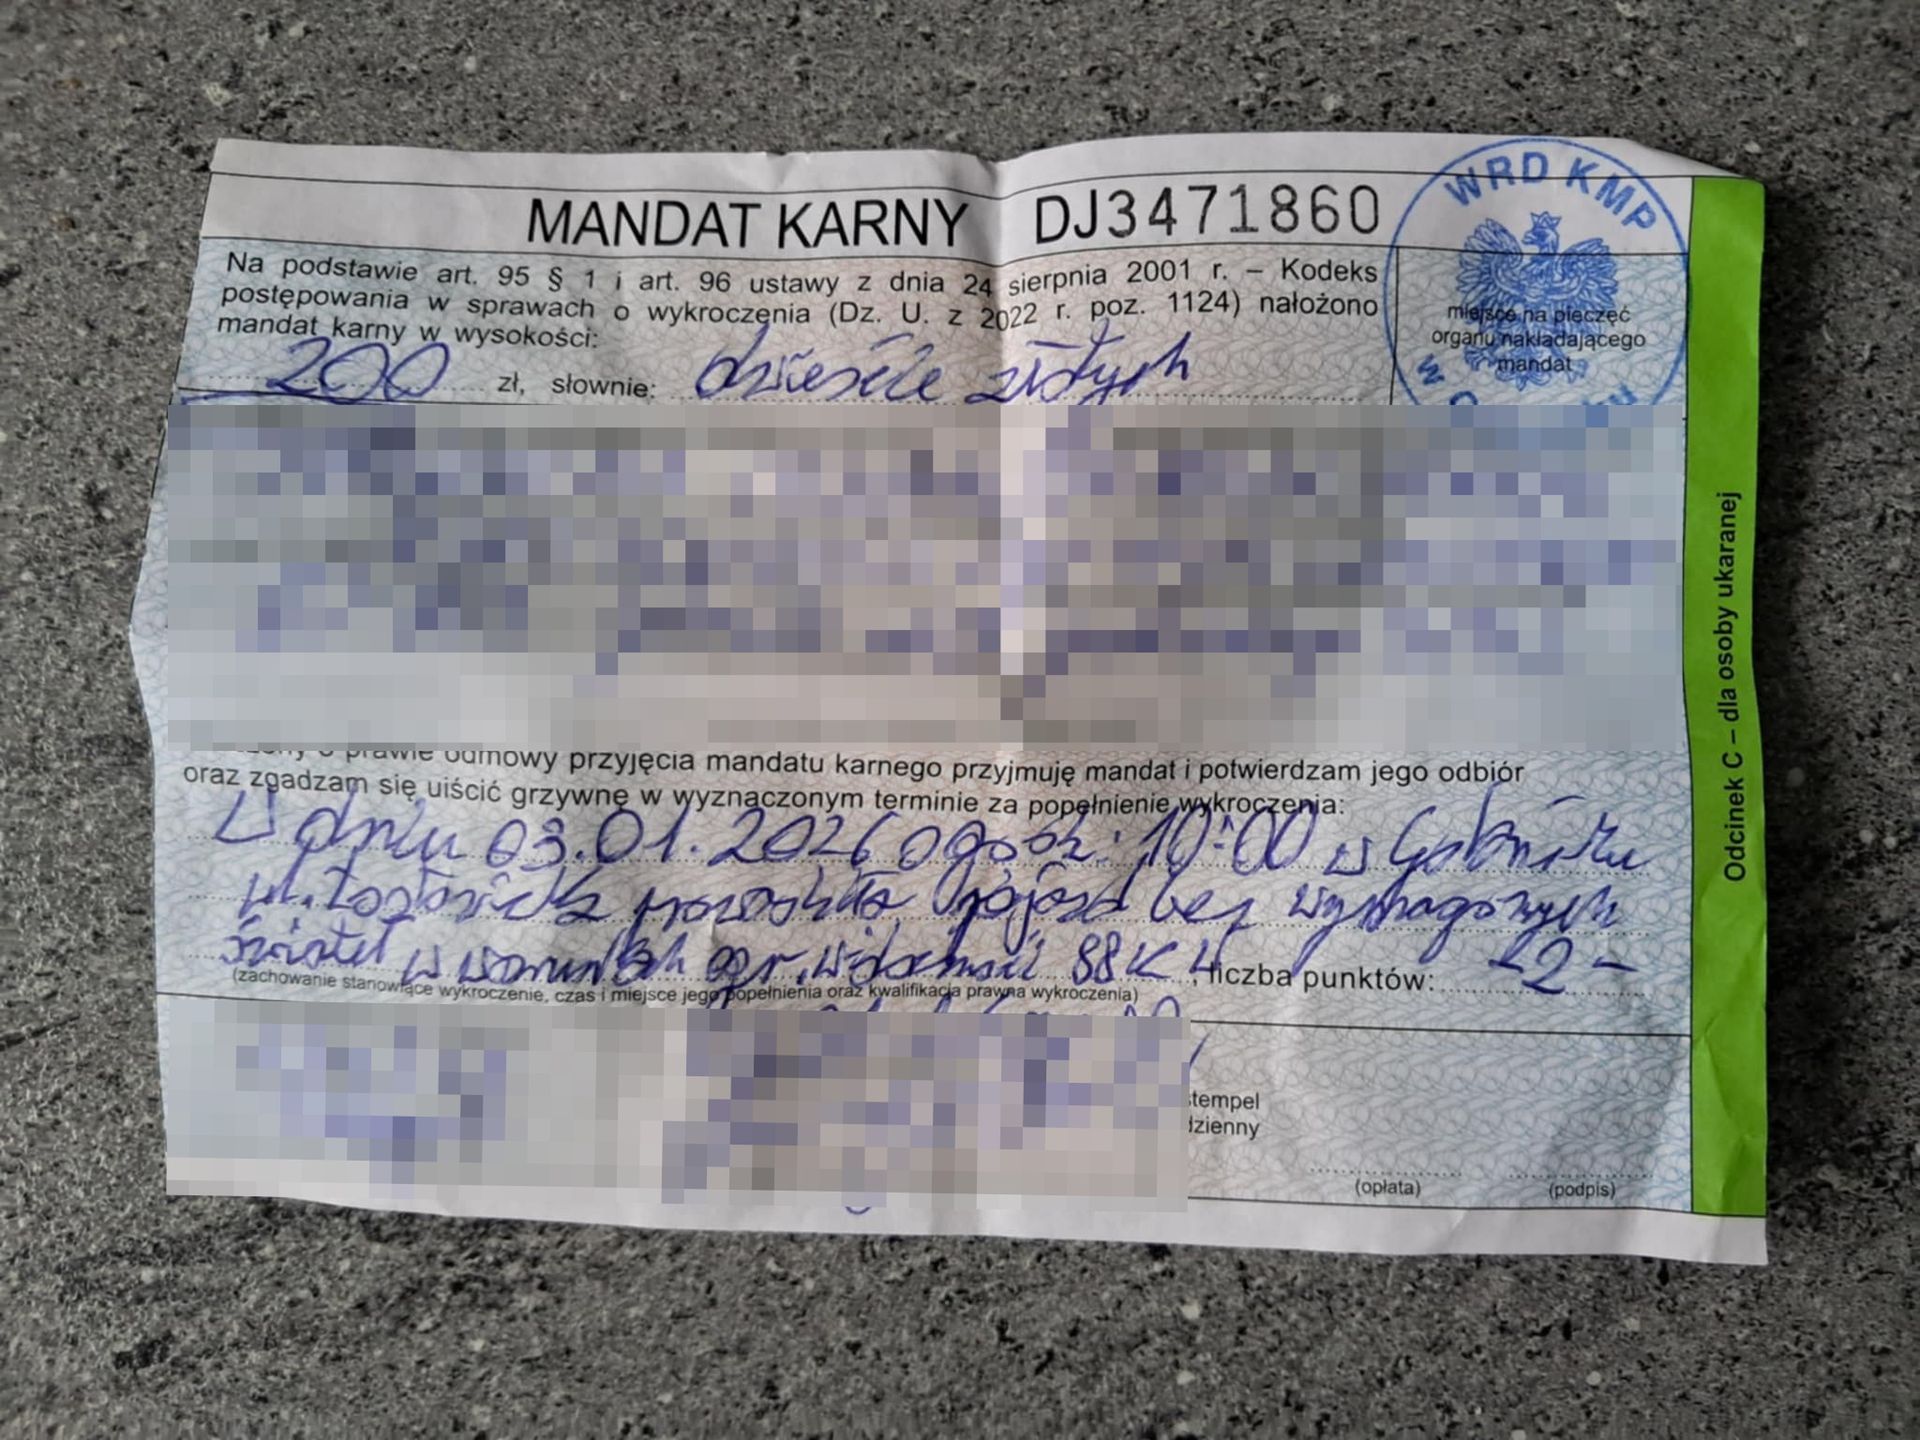 MANDAT KARNY DJ3471860
WRD KMP
Na podstawie art. 95 § 1 i art. 96 ustawy z dnia 24 sierpnia 2001 r. – Kodeks
postępowania w sprawach o wykroczenia (Dz. U. z 2022 r. poz. 1124) nałożono
mandat karny w wysokości:
miejsce na pieczęć
organu nakładającego
mandat
200 zł, słownie: dwieście złotych
o prawie odmowy przyjęcia mandatu karnego przyjmuję mandat i potwierdzam jego odbiór
oraz zgadzam się uiścić grzywnę w wyznaczonym terminie za popełnienie wykroczenia:
W dniu 03.01.2026 o godz. 10:00 w
ul. prowadziła pojazd bez wymaganych
świateł w warunkach ogr. widoczności 88 K, liczba punktów: -2-
(zachowanie stanowiące wykroczenie, czas i miejsce jego popełnienia oraz kwalifikacja prawna wykroczenia)
stempel
dzienny
(opłata) (podpis)
Odcinek C – dla osoby ukaranej